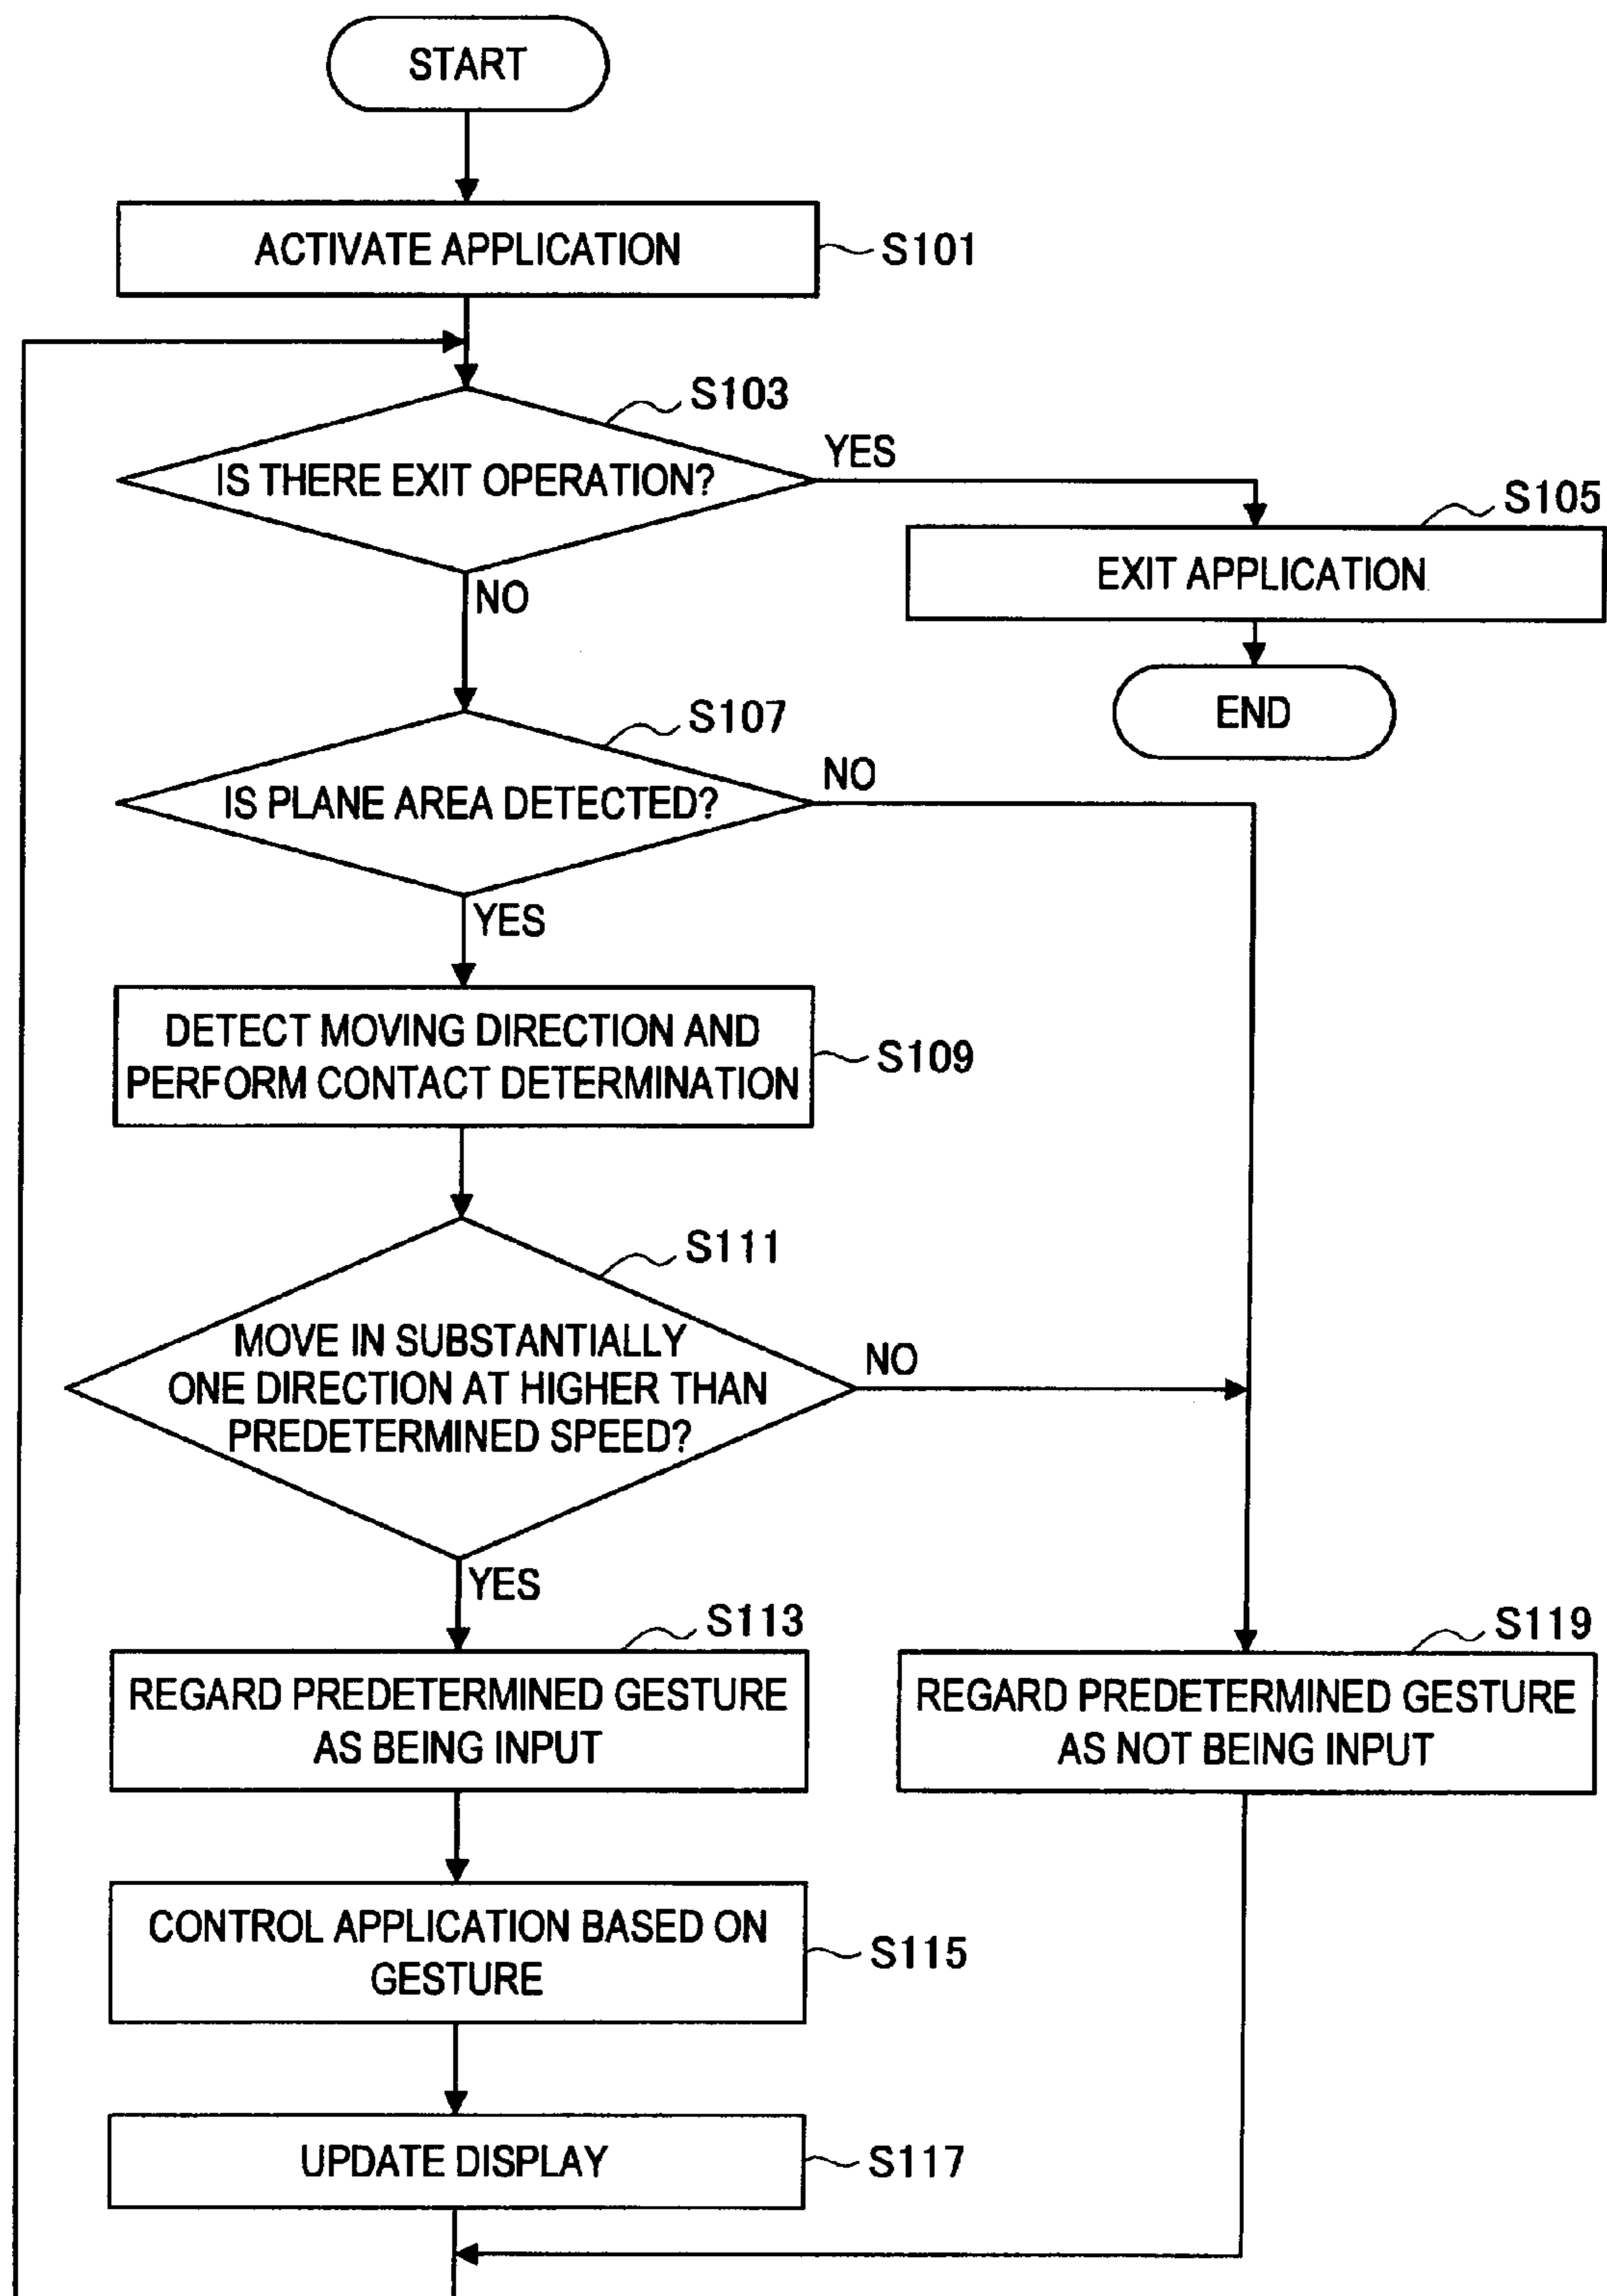 START
ACTIVATE APPLICATION
S101
S103
IS THERE EXIT OPERATION?
YES
NO
S105
EXIT APPLICATION
END
S107
IS PLANE AREA DETECTED?
NO
YES
DETECT MOVING DIRECTION AND
PERFORM CONTACT DETERMINATION
S109
S111
MOVE IN SUBSTANTIALLY
ONE DIRECTION AT HIGHER THAN
PREDETERMINED SPEED?
NO
YES
S113
REGARD PREDETERMINED GESTURE
AS BEING INPUT
S119
REGARD PREDETERMINED GESTURE
AS NOT BEING INPUT
CONTROL APPLICATION BASED ON
GESTURE
S115
UPDATE DISPLAY
S117